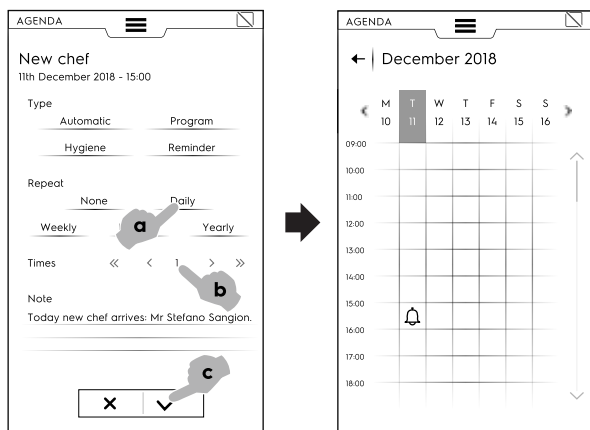 AGENDA
New chef
11th December 2018 - 15:00
Type
Automatic Program
Hygiene Reminder
Repeat
None Daily
Weekly Yearly
a
Times « < 1 > »
b
Note
Today new chef arrives: Mr Stefano Sangion.
c
AGENDA
December 2018
M T W T F S S
10 11 12 13 14 15 16
09:00
10:00
11:00
12:00
13:00
14:00
15:00
16:00
17:00
18:00